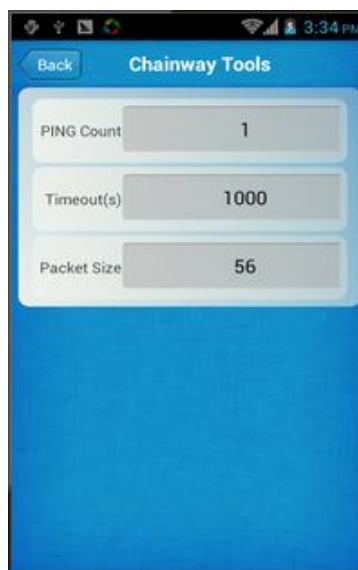 3:34 PM
Back
Chainway Tools
PING Count 1
Timeout(s) 1000
Packet Size 56